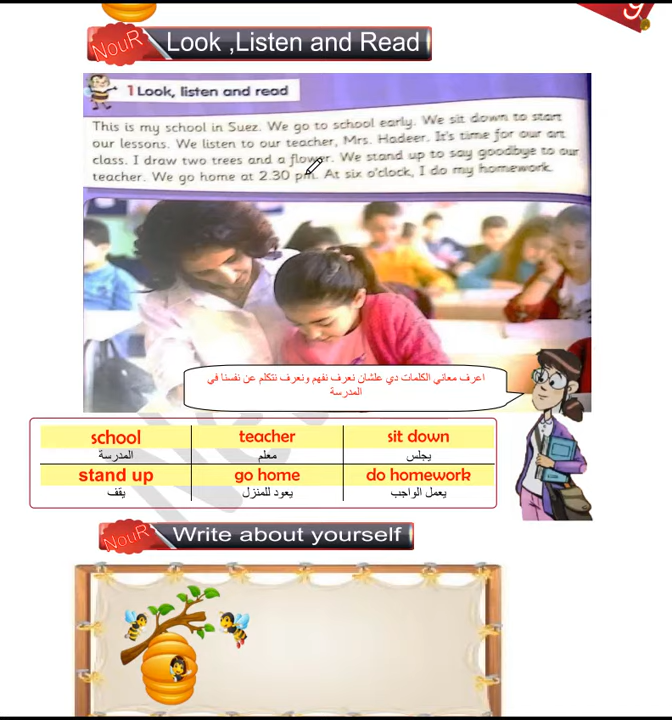 9
NouR Look ,Listen and Read
1 Look, listen and read
This is my school in Suez. We go to school early. We sit down to start
our lessons. We listen to our teacher, Mrs. Hadeer. It's time for our art
class. I draw two trees and a flower. We stand up to say goodbye to our
teacher. We go home at 2.30 pm. At six o'clock, I do my homework.
اعرف معاني الكلمات دي علشان نعرف نفهم ونعرف نتكلم عن نفسنا في
المدرسة
school teacher sit down
المدرسة معلم يجلس
stand up go home do homework
يقف يعود للمنزل يعمل الواجب
NouR Write about yourself